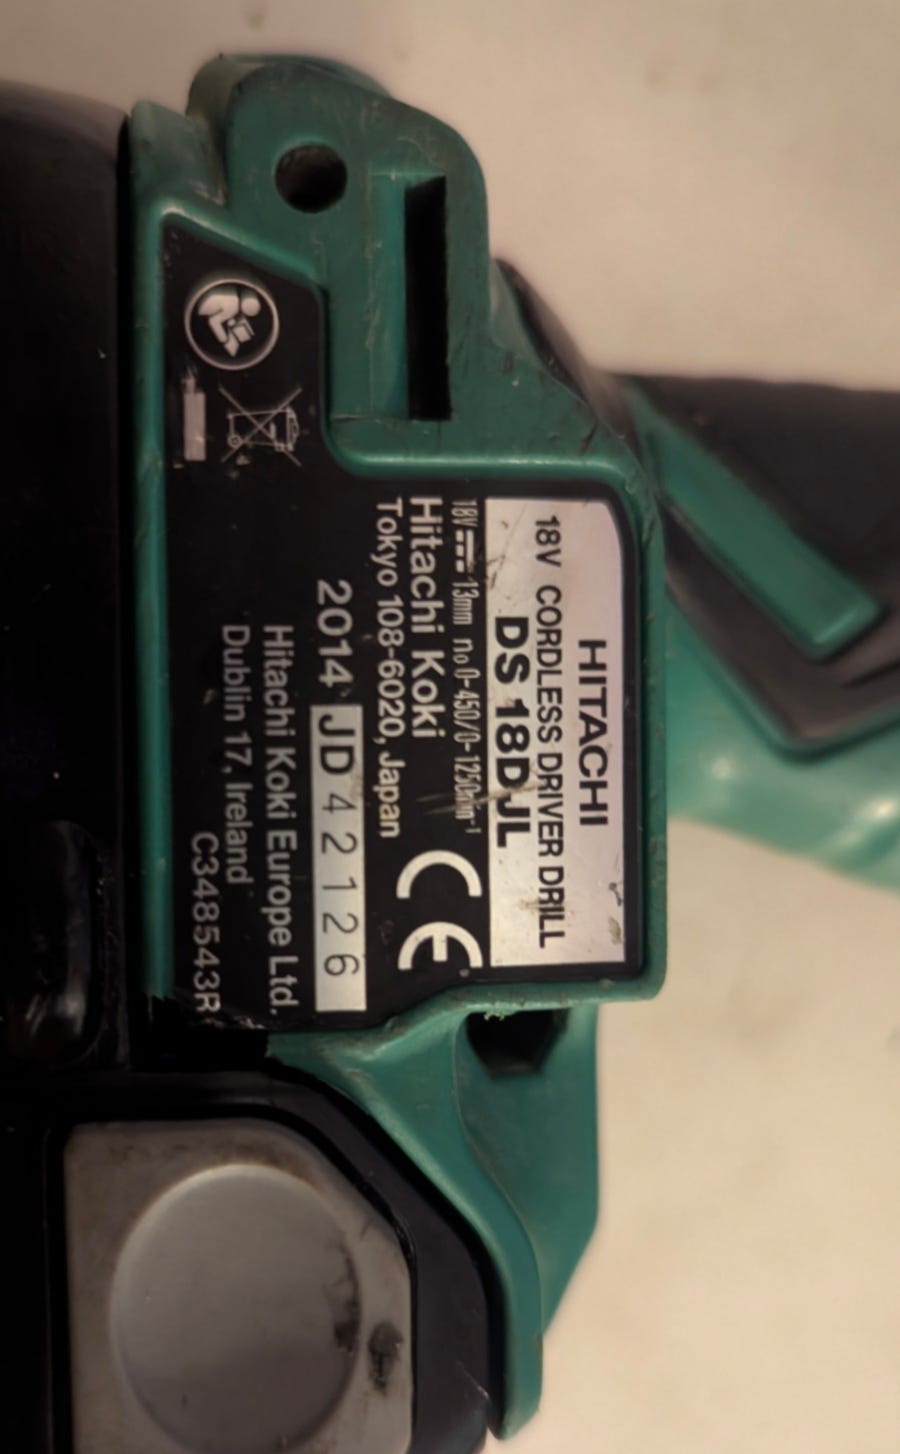 HITACHI
18V CORDLESS DRIVER DRILL
DS 18DJL
18V ⎓ 13mm n₀ 0-450/0-1250min⁻¹
Hitachi Koki
Tokyo 108-6020, Japan
CE
2014 JD 42126
Hitachi Koki Europe Ltd.
Dublin 17, Ireland
C348543R